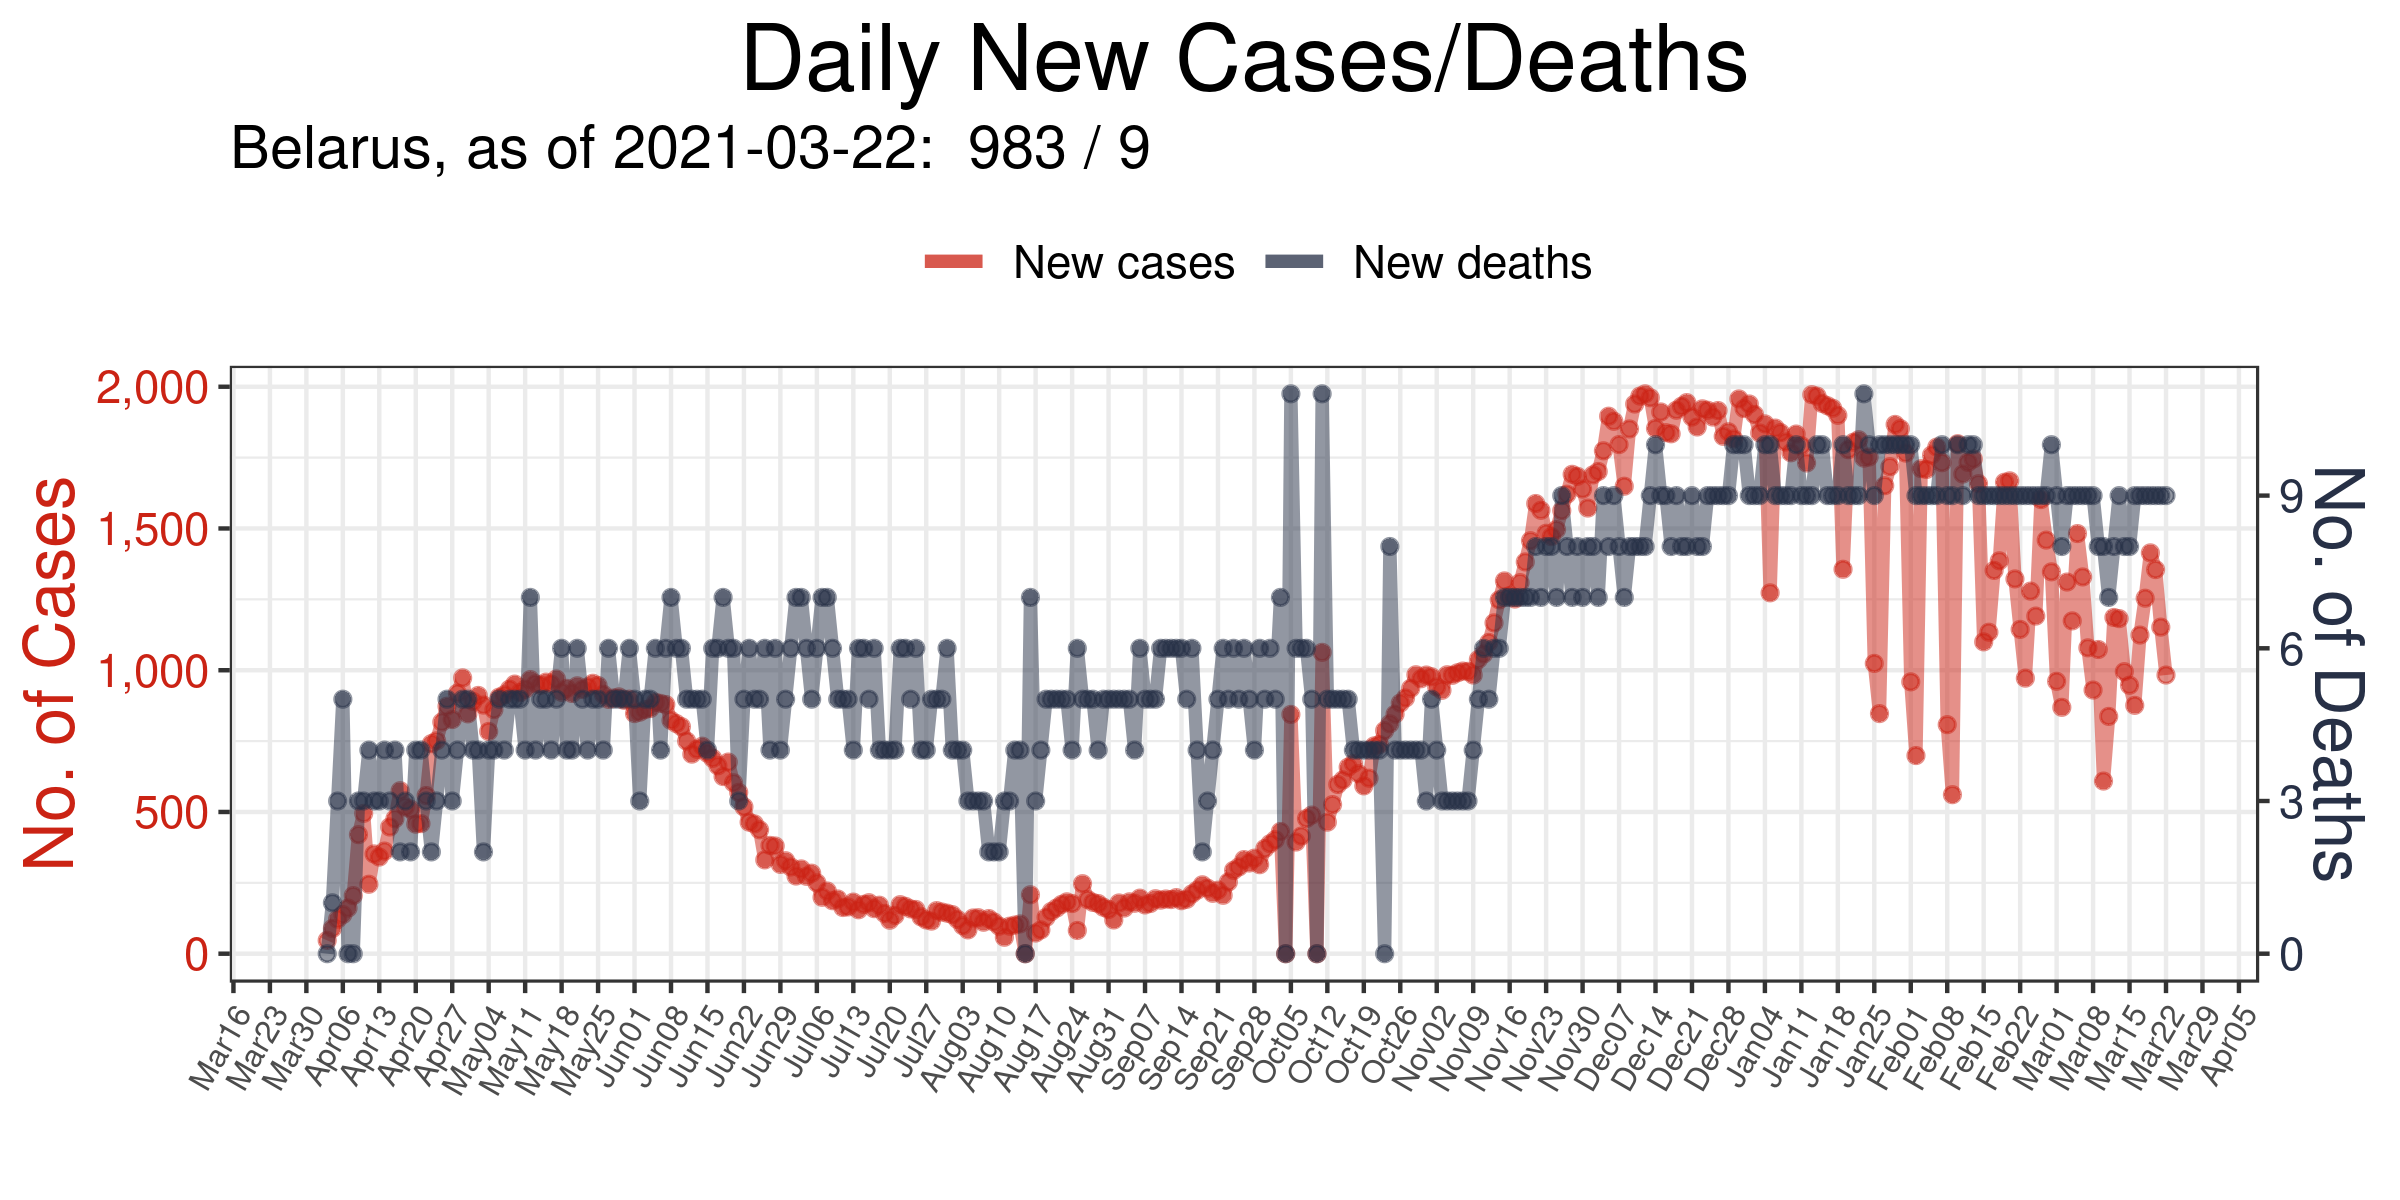 Daily New Cases/Deaths
Belarus, as of 2021-03-22:  983 / 9
New cases New deaths
No. of Cases
2,000
1,500
1,000
500
0
9
6
3
0
No. of Deaths
Mar16 Mar23 Mar30 Apr06 Apr13 Apr20 Apr27 May04 May11 May18 May25 Jun01 Jun08 Jun15 Jun22 Jun29 Jul06 Jul13 Jul20 Jul27 Aug03 Aug10 Aug17 Aug24 Aug31 Sep07 Sep14 Sep21 Sep28 Oct05 Oct12 Oct19 Oct26 Nov02 Nov09 Nov16 Nov23 Nov30 Dec07 Dec14 Dec21 Dec28 Jan04 Jan11 Jan18 Jan25 Feb01 Feb08 Feb15 Feb22 Mar01 Mar08 Mar15 Mar22 Mar29 Apr05